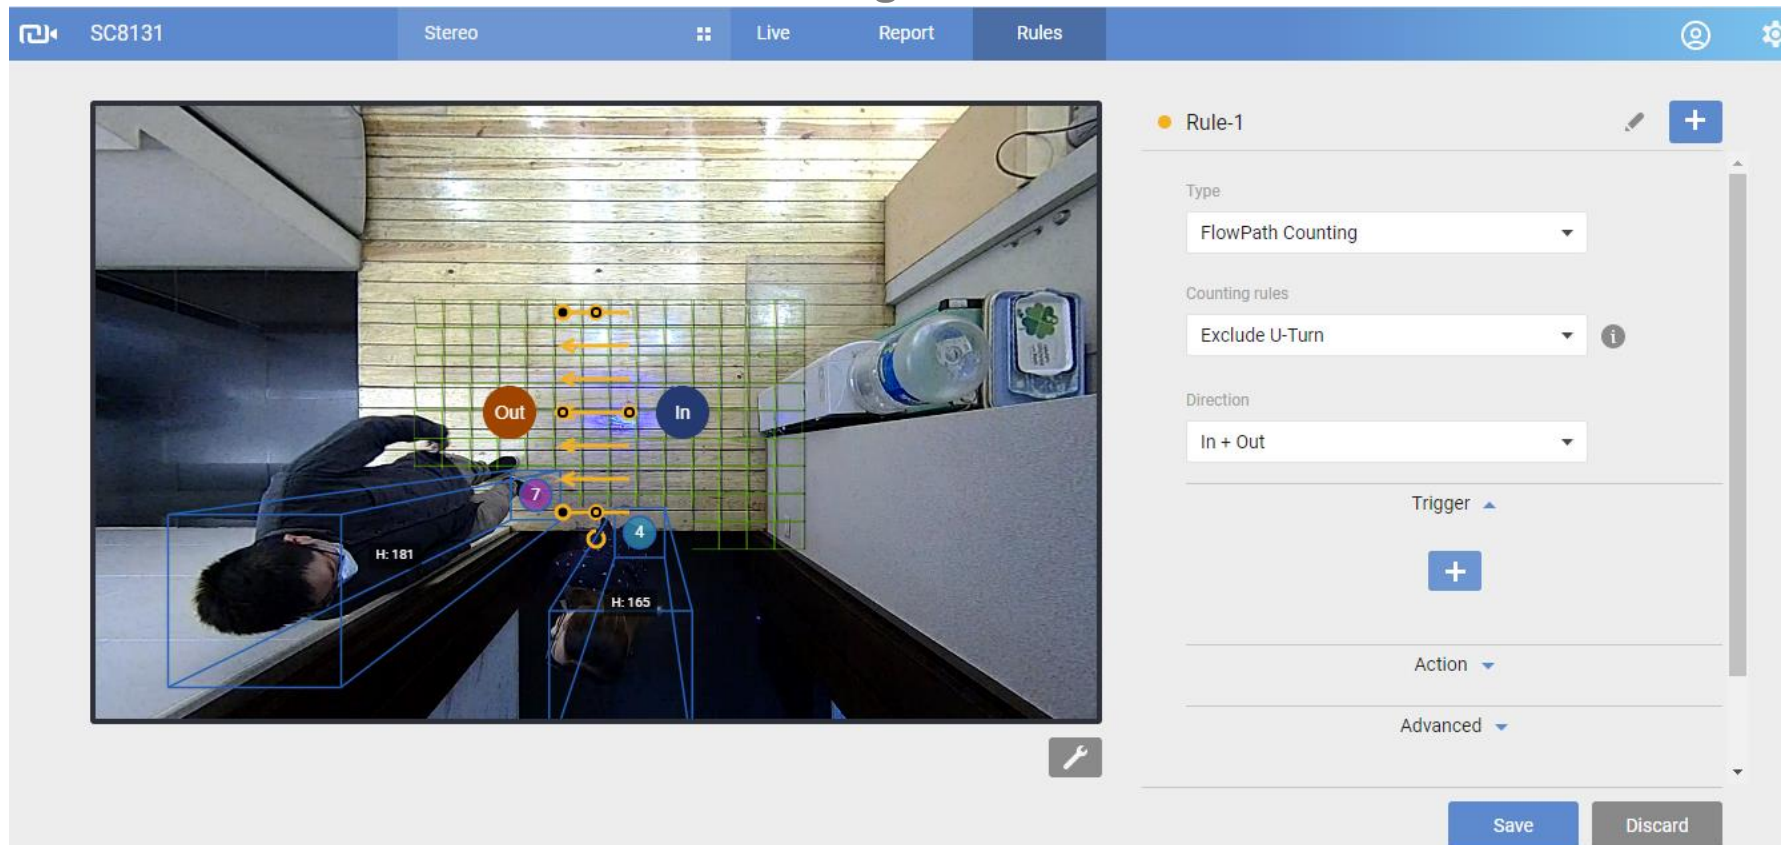 SC8131
Stereo
Live
Report
Rules
Rule-1
Type
FlowPath Counting
Counting rules
Exclude U-Turn
Direction
In + Out
Trigger
Action
Advanced
Save
Discard
Out
In
7
4
H: 181
H: 165